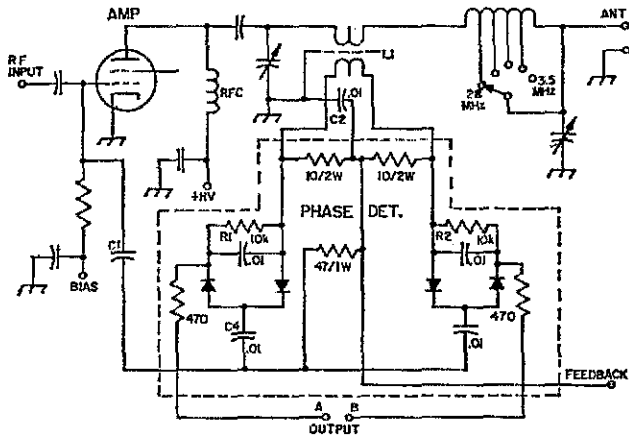 AMP
ANT
RF
INPUT
RFC
L1
3.5
MHz
28
MHz
.01
C2
+HV
10/2W
10/2W
PHASE DET.
R1
10k
R2
10k
C1
.01
.01
47/1W
BIAS
470
C4
.01
.01
470
FEEDBACK
A
B
OUTPUT